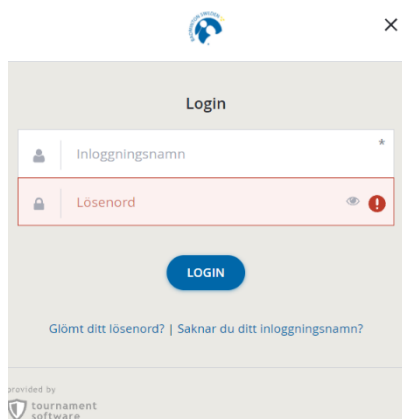 Login
Inloggningsnamn
*
Lösenord
LOGIN
Glömt ditt lösenord? | Saknar du ditt inloggningsnamn?
provided by
tournament
software